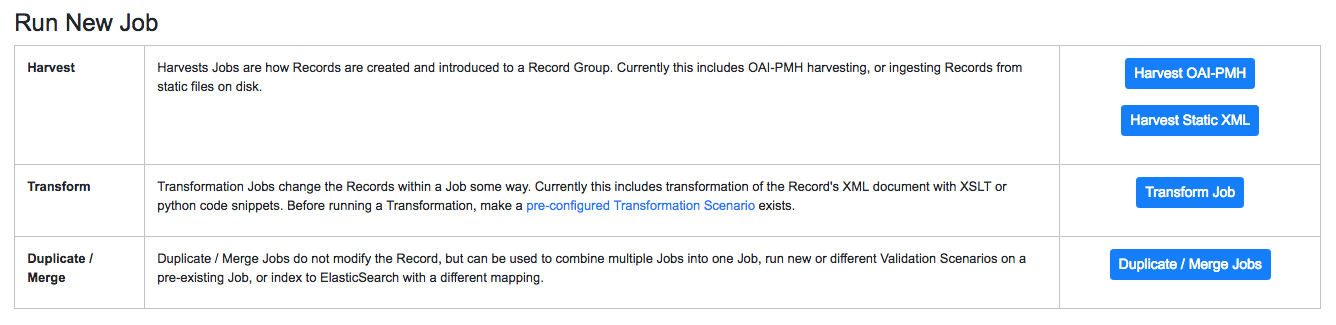 Run New Job
Harvest
Harvests Jobs are how Records are created and introduced to a Record Group. Currently this includes OAI-PMH harvesting, or ingesting Records from
static files on disk.
Harvest OAI-PMH
Harvest Static XML
Transform
Transformation Jobs change the Records within a Job some way. Currently this includes transformation of the Record's XML document with XSLT or
python code snippets. Before running a Transformation, make a pre-configured Transformation Scenario exists.
Transform Job
Duplicate /
Merge
Duplicate / Merge Jobs do not modify the Record, but can be used to combine multiple Jobs into one Job, run new or different Validation Scenarios on a
pre-existing Job, or index to ElasticSearch with a different mapping.
Duplicate / Merge Jobs